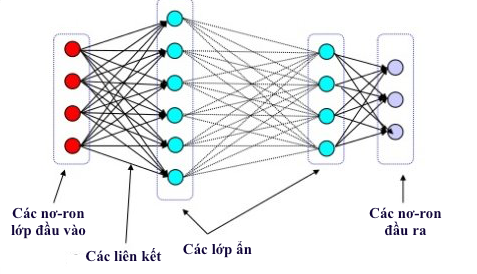 Các nơ-ron
lớp đầu vào
Các liên kết
Các lớp ẩn
Các nơ-ron
đầu ra